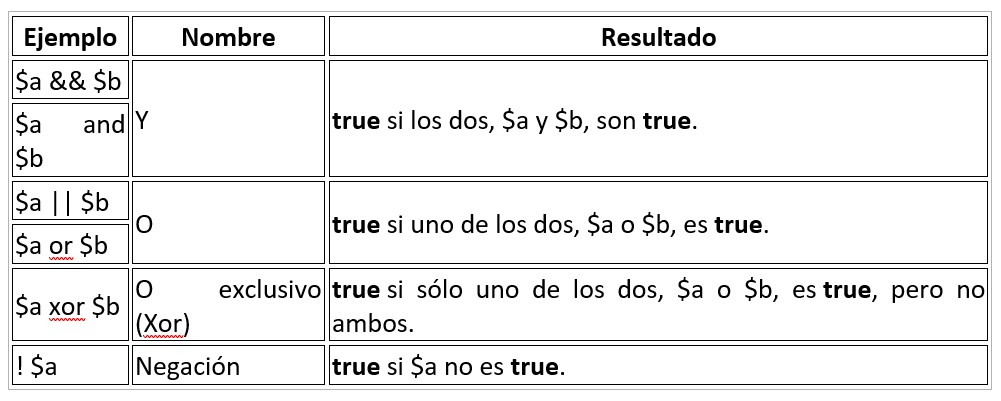 Ejemplo Nombre Resultado
$a && $b
$a and
$b
Y
true si los dos, $a y $b, son true.
$a || $b
$a or $b
O
true si uno de los dos, $a o $b, es true.
$a xor $b
O exclusivo
(Xor)
true si sólo uno de los dos, $a o $b, es true, pero no
ambos.
! $a
Negación
true si $a no es true.